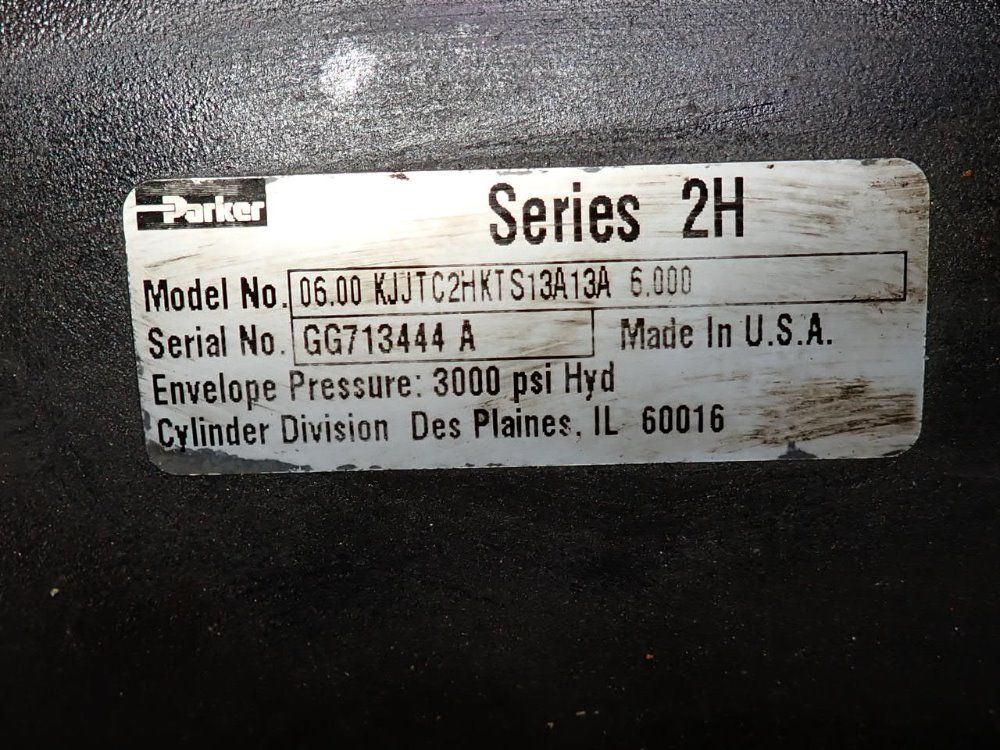 Parker
Series 2H
Model No. 06.00 KJJTC2HKTS13A13A 6.000
Serial No. GG713444 A Made In U.S.A.
Envelope Pressure: 3000 psi Hyd
Cylinder Division Des Plaines, IL 60016